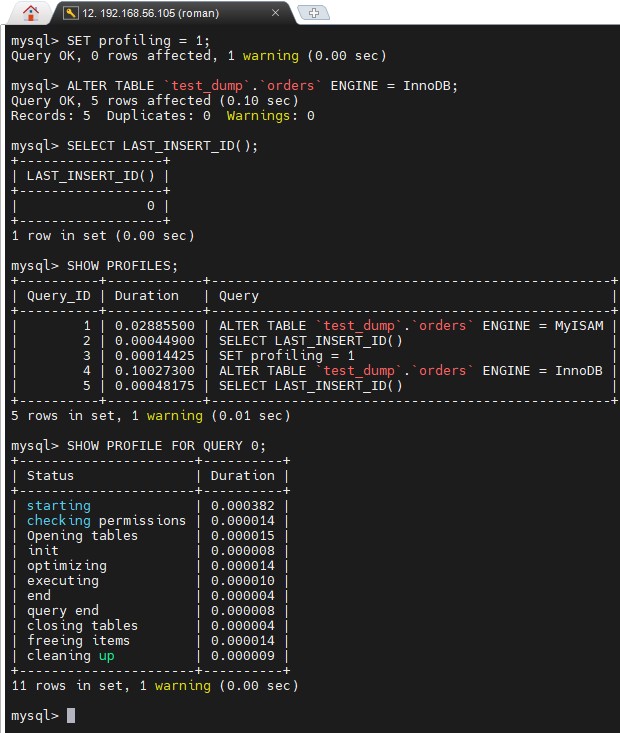 12. 192.168.56.105 (roman)
mysql> SET profiling = 1;
Query OK, 0 rows affected, 1 warning (0.00 sec)
mysql> ALTER TABLE `test_dump`.`orders` ENGINE = InnoDB;
Query OK, 5 rows affected (0.10 sec)
Records: 5  Duplicates: 0  Warnings: 0
mysql> SELECT LAST_INSERT_ID();
+------------------+
| LAST_INSERT_ID() |
+------------------+
|                0 |
+------------------+
1 row in set (0.00 sec)
mysql> SHOW PROFILES;
+----------+------------+--------------------------------------------------+
| Query_ID | Duration   | Query                                            |
+----------+------------+--------------------------------------------------+
|        1 | 0.02885500 | ALTER TABLE `test_dump`.`orders` ENGINE = MyISAM |
|        2 | 0.00044900 | SELECT LAST_INSERT_ID()                          |
|        3 | 0.00014425 | SET profiling = 1                                |
|        4 | 0.10027300 | ALTER TABLE `test_dump`.`orders` ENGINE = InnoDB |
|        5 | 0.00048175 | SELECT LAST_INSERT_ID()                          |
+----------+------------+--------------------------------------------------+
5 rows in set, 1 warning (0.01 sec)
mysql> SHOW PROFILE FOR QUERY 0;
+----------------------+----------+
| Status               | Duration |
+----------------------+----------+
| starting             | 0.000382 |
| checking permissions | 0.000014 |
| Opening tables       | 0.000015 |
| init                 | 0.000008 |
| optimizing           | 0.000014 |
| executing            | 0.000010 |
| end                  | 0.000004 |
| query end            | 0.000008 |
| closing tables       | 0.000004 |
| freeing items        | 0.000014 |
| cleaning up          | 0.000009 |
+----------------------+----------+
11 rows in set, 1 warning (0.00 sec)
mysql>